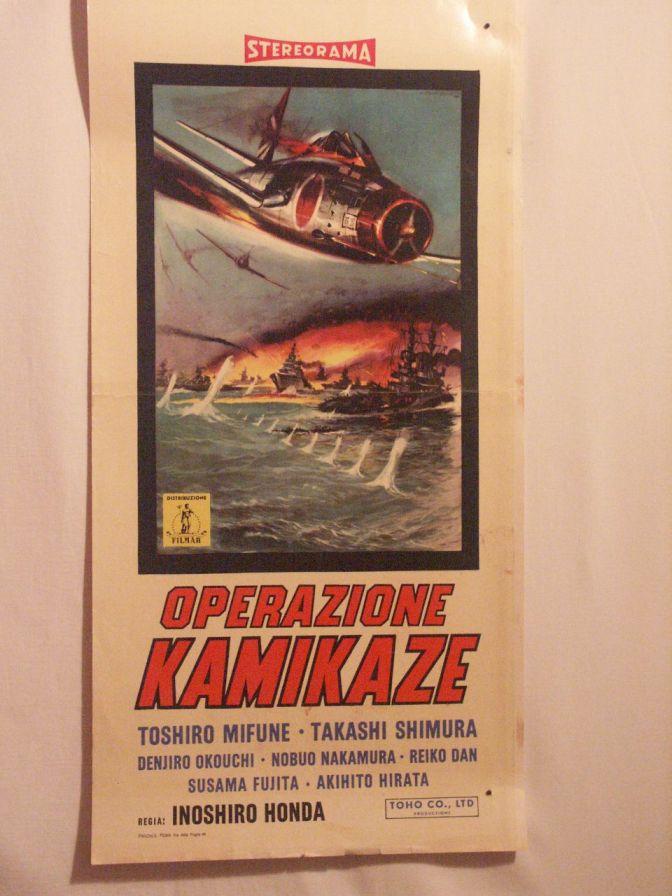 STEREORAMA
DISTRIBUZIONE
FILMAR
OPERAZIONE
KAMIKAZE
TOSHIRO MIFUNE · TAKASHI SHIMURA
DENJIRO OKOUCHI · NOBUO NAKAMURA · REIKO DAN
SUSAMA FUJITA · AKIHITO HIRATA
REGIA: INOSHIRO HONDA
TOHO CO., LTD
PRODUCTIONS